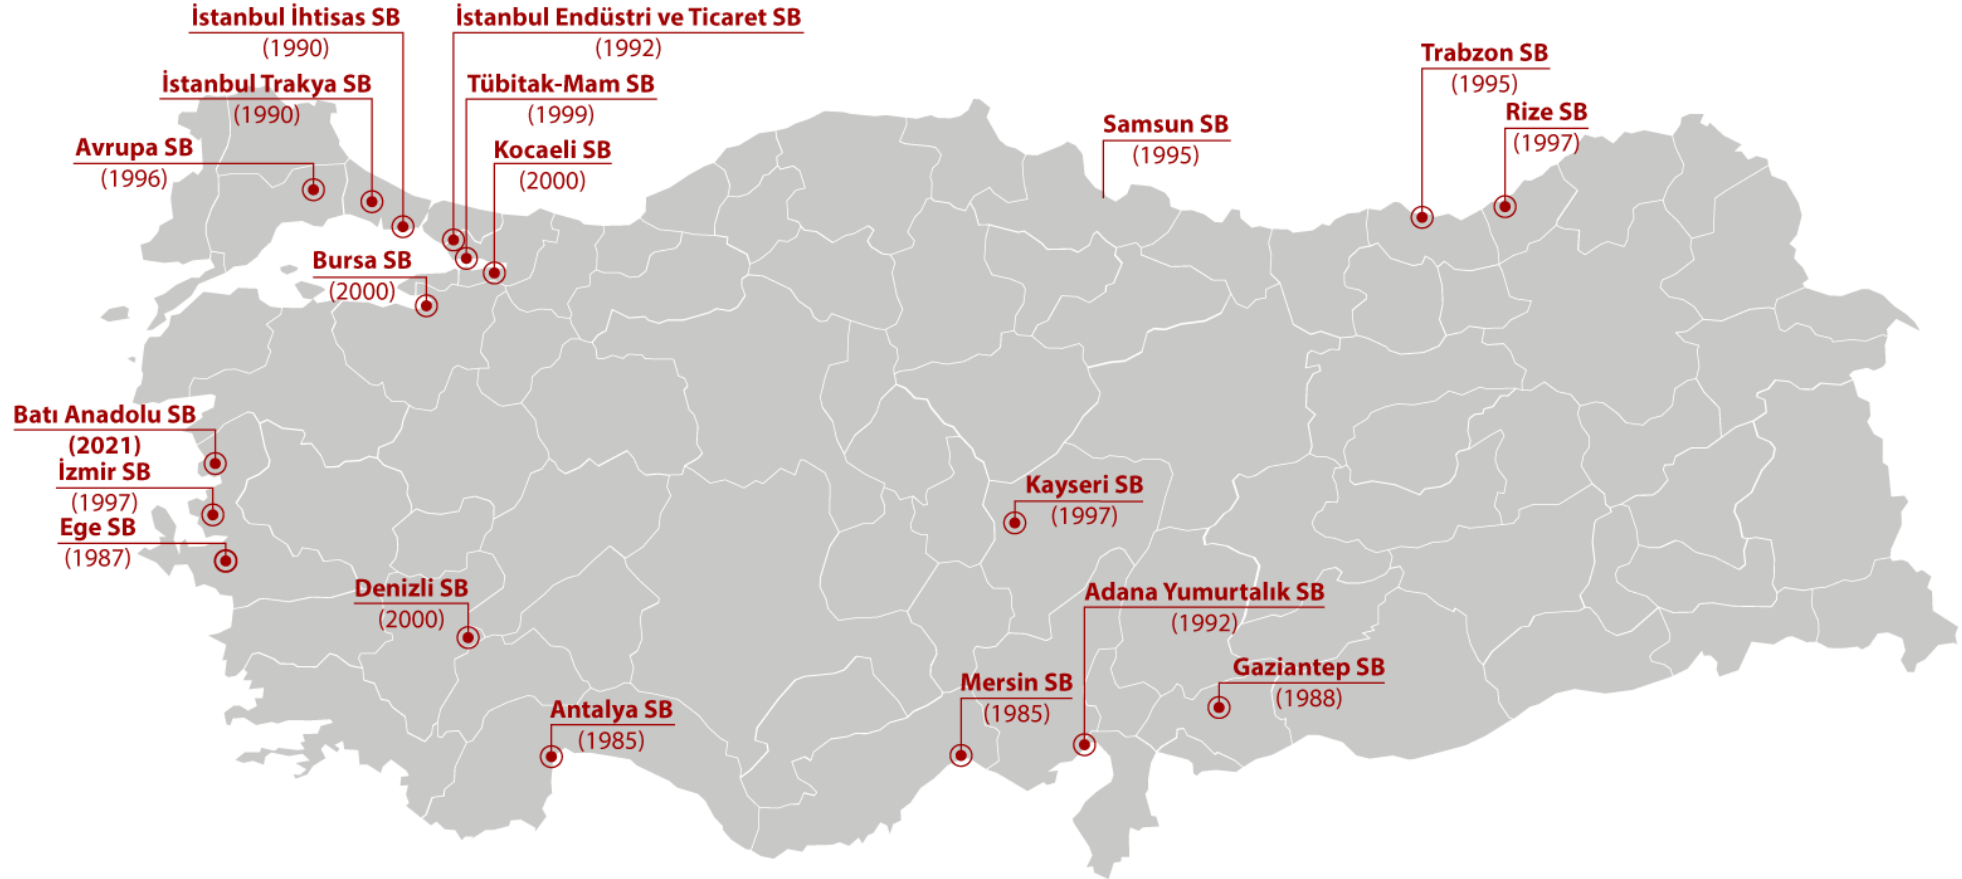 İstanbul İhtisas SB
(1990)
İstanbul Endüstri ve Ticaret SB
(1992)
İstanbul Trakya SB
(1990)
Tübitak-Mam SB
(1999)
Avrupa SB
(1996)
Kocaeli SB
(2000)
Trabzon SB
(1995)
Rize SB
(1997)
Samsun SB
(1995)
Bursa SB
(2000)
Batı Anadolu SB
(2021)
İzmir SB
(1997)
Ege SB
(1987)
Kayseri SB
(1997)
Denizli SB
(2000)
Adana Yumurtalık SB
(1992)
Gaziantep SB
(1988)
Mersin SB
(1985)
Antalya SB
(1985)